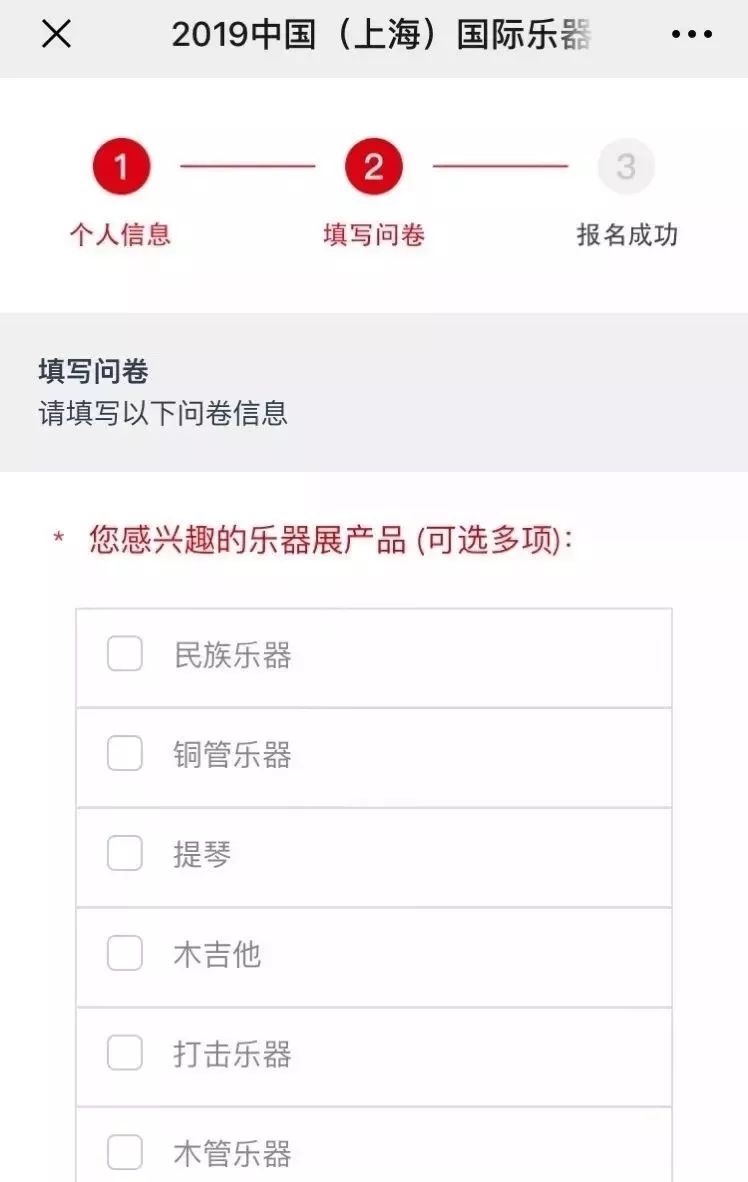 2019中国（上海）国际乐器
1
2
3
个人信息
填写问卷
报名成功
填写问卷
请填写以下问卷信息
* 您感兴趣的乐器展产品 (可选多项):
民族乐器
铜管乐器
提琴
木吉他
打击乐器
木管乐器